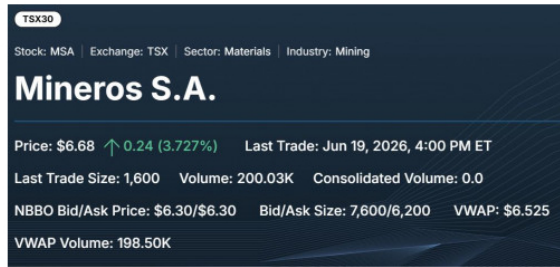 TSX30
Stock: MSA | Exchange: TSX | Sector: Materials | Industry: Mining
Mineros S.A.
Price: $6.68 ↑ 0.24 (3.727%) Last Trade: Jun 19, 2026, 4:00 PM ET
Last Trade Size: 1,600 Volume: 200.03K Consolidated Volume: 0.0
NBBO Bid/Ask Price: $6.30/$6.30 Bid/Ask Size: 7,600/6,200 VWAP: $6.525
VWAP Volume: 198.50K